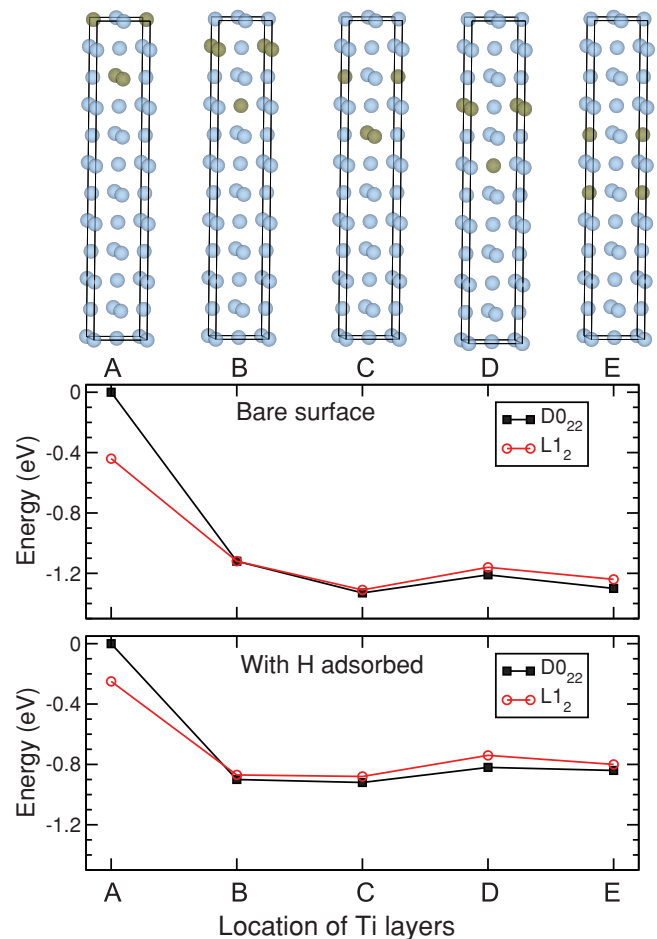 A B C D E
Bare surface
D0₂₂
L1₂
0
-0.4
-0.8
-1.2
Energy (eV)
With H adsorbed
D0₂₂
L1₂
0
-0.4
-0.8
-1.2
Energy (eV)
A B C D E
Location of Ti layers